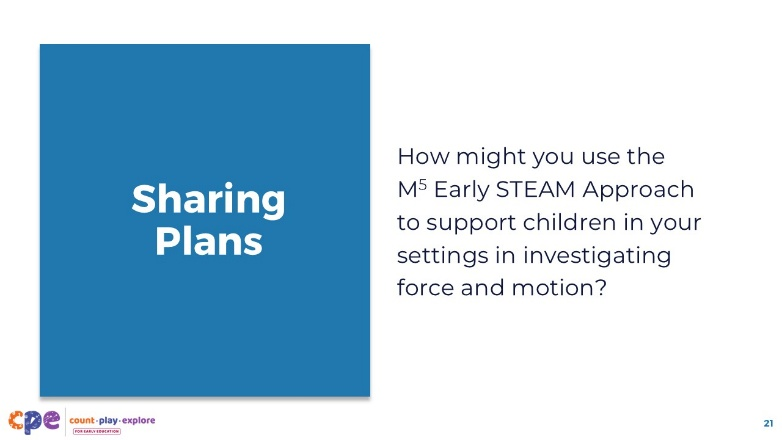 Sharing
Plans
How might you use the
M⁵ Early STEAM Approach
to support children in your
settings in investigating
force and motion?
cpe
count·play·explore
FOR EARLY EDUCATION
21